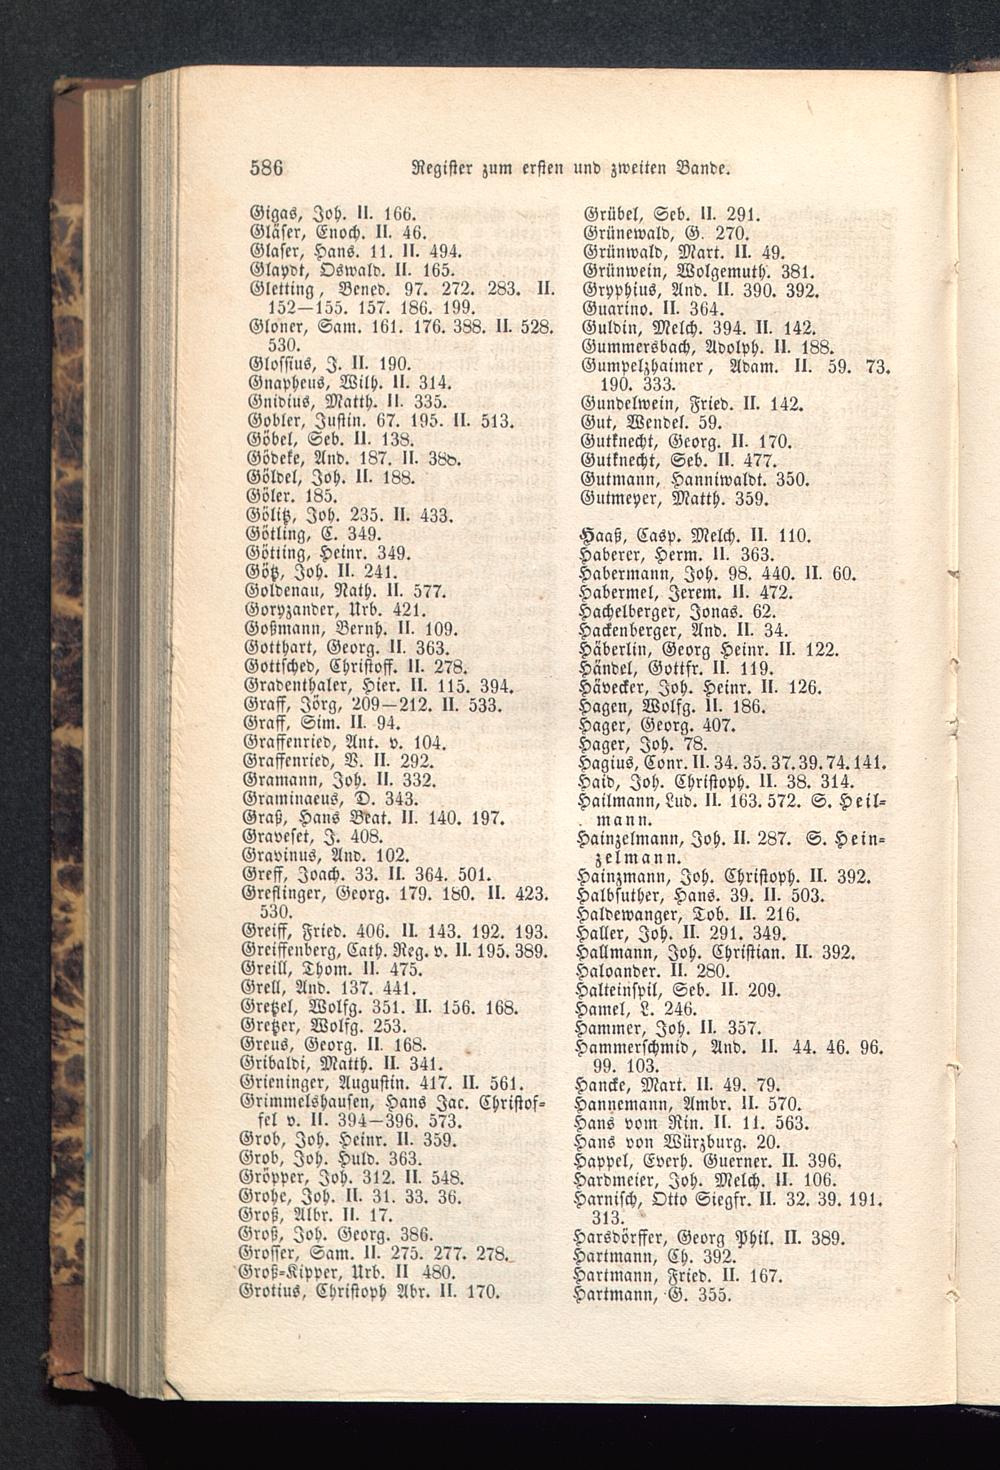 586
Register zum ersten und zweiten Bande.
Gigas, Joh. II. 166.
Gläser, Enoch. II. 46.
Glaser, Hans. 11. II. 494.
Glaydt, Oswald. II. 165.
Gletting, Bened. 97. 272. 283. II.
152—155. 157. 186. 199.
Gloner, Sam. 161. 176. 388. II. 528.
530.
Glossius, J. II. 190.
Gnapheus, Wilh. II. 314.
Gnidius, Matth. II. 335.
Gobler, Justin. 67. 195. II. 513.
Göbel, Seb. II. 138.
Gödeke, And. 187. II. 388.
Göldel, Joh. II. 188.
Göler. 185.
Gölitz, Joh. 235. II. 433.
Götling, C. 349.
Götting, Heinr. 349.
Götz, Joh. II. 241.
Goldenau, Nath. II. 577.
Goryzander, Urb. 421.
Goßmann, Bernh. II. 109.
Gotthart, Georg. II. 363.
Gottsched, Christoff. II. 278.
Gradenthaler, Hier. II. 115. 394.
Graff, Jörg, 209—212. II. 533.
Graff, Sim. II. 94.
Graffenried, Ant. v. 104.
Graffenried, V. II. 292.
Gramann, Joh. II. 332.
Graminaeus, D. 343.
Graß, Hans Beat. II. 140. 197.
Graveset, J. 408.
Gravinus, And. 102.
Greff, Joach. 33. II. 364. 501.
Greflinger, Georg. 179. 180. II. 423.
530.
Greiff, Fried. 406. II. 143. 192. 193.
Greiffenberg, Cath. Reg. v. II. 195. 389.
Greill, Thom. II. 475.
Grell, And. 137. 441.
Gretzel, Wolfg. 351. II. 156. 168.
Gretzer, Wolfg. 253.
Greus, Georg. II. 168.
Gribaldi, Matth. II. 341.
Grieninger, Augustin. 417. II. 561.
Grimmelshausen, Hans Jac. Christof-
fel v. II. 394—396. 573.
Grob, Joh. Heinr. II. 359.
Grob, Joh. Huld. 363.
Gröpper, Joh. 312. II. 548.
Grohe, Joh. II. 31. 33. 36.
Groß, Albr. II. 17.
Groß, Joh. Georg. 386.
Grosser, Sam. II. 275. 277. 278.
Groß-Kipper, Urb. II 480.
Grotius, Christoph Abr. II. 170.
Grübel, Seb. II. 291.
Grünewald, G. 270.
Grünwald, Mart. II. 49.
Grünwein, Wolgemuth. 381.
Gryphius, And. II. 390. 392.
Guarino. II. 364.
Guldin, Melch. 394. II. 142.
Gummersbach, Adolph. II. 188.
Gumpelzhaimer, Adam. II. 59. 73.
190. 333.
Gundelwein, Fried. II. 142.
Gut, Wendel. 59.
Gutknecht, Georg. II. 170.
Gutknecht, Seb. II. 477.
Gutmann, Hanniwaldt. 350.
Gutmeyer, Matth. 359.
Haaß, Casp. Melch. II. 110.
Haberer, Herm. II. 363.
Habermann, Joh. 98. 440. II. 60.
Habermel, Jerem. II. 472.
Hachelberger, Jonas. 62.
Hackenberger, And. II. 34.
Häberlin, Georg Heinr. II. 122.
Händel, Gottfr. II. 119.
Hävecker, Joh. Heinr. II. 126.
Hagen, Wolfg. II. 186.
Hager, Georg. 407.
Hager, Joh. 78.
Hagius, Conr. II. 34. 35. 37. 39. 74. 141.
Haid, Joh. Christoph. II. 38. 314.
Hailmann, Lud. II. 163. 572. S. Heil-
mann.
Hainzelmann, Joh. II. 287. S. Hein-
zelmann.
Hainzmann, Joh. Christoph. II. 392.
Halbsuther, Hans. 39. II. 503.
Haldewanger, Tob. II. 216.
Haller, Joh. II. 291. 349.
Hallmann, Joh. Christian. II. 392.
Haloander. II. 280.
Halteinspil, Seb. II. 209.
Hamel, L. 246.
Hammer, Joh. II. 357.
Hammerschmid, And. II. 44. 46. 96.
99. 103.
Hancke, Mart. II. 49. 79.
Hannemann, Ambr. II. 570.
Hans vom Rin. II. 11. 563.
Hans von Würzburg. 20.
Happel, Everh. Guerner. II. 396.
Hardmeier, Joh. Melch. II. 106.
Harnisch, Otto Siegfr. II. 32. 39. 191.
313.
Harsdörffer, Georg Phil. II. 389.
Hartmann, Ch. 392.
Hartmann, Fried. II. 167.
Hartmann, G. 355.